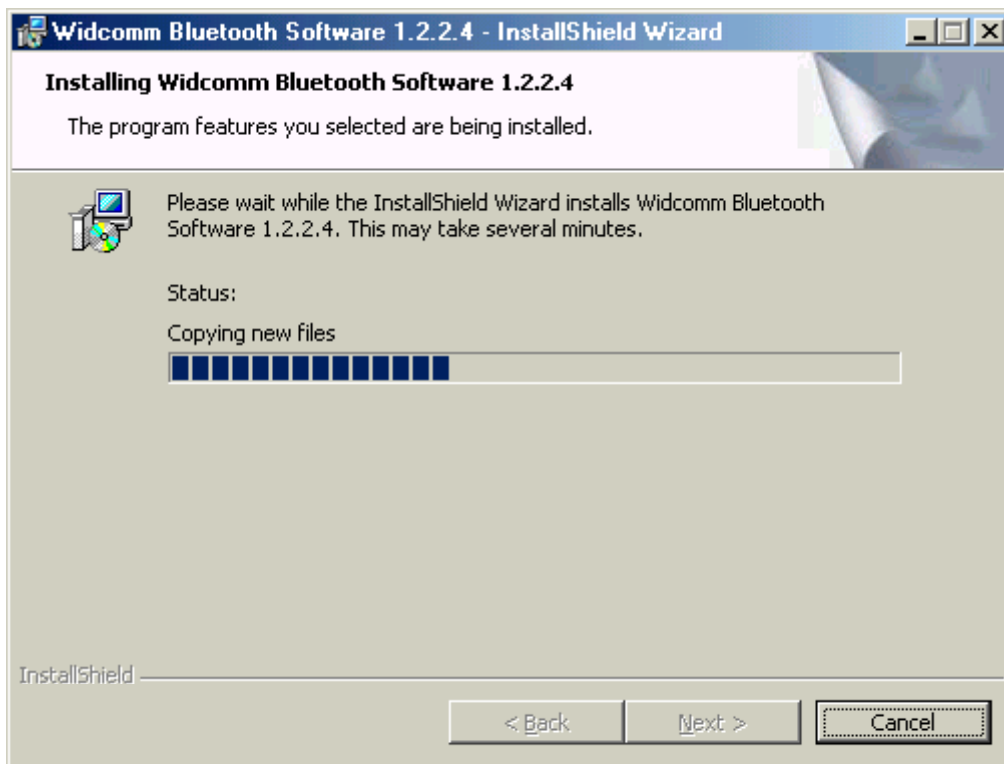 Widcomm Bluetooth Software 1.2.2.4 - InstallShield Wizard
Installing Widcomm Bluetooth Software 1.2.2.4
The program features you selected are being installed.
Please wait while the InstallShield Wizard installs Widcomm Bluetooth
Software 1.2.2.4. This may take several minutes.
Status:
Copying new files
InstallShield
< Back
Next >
Cancel